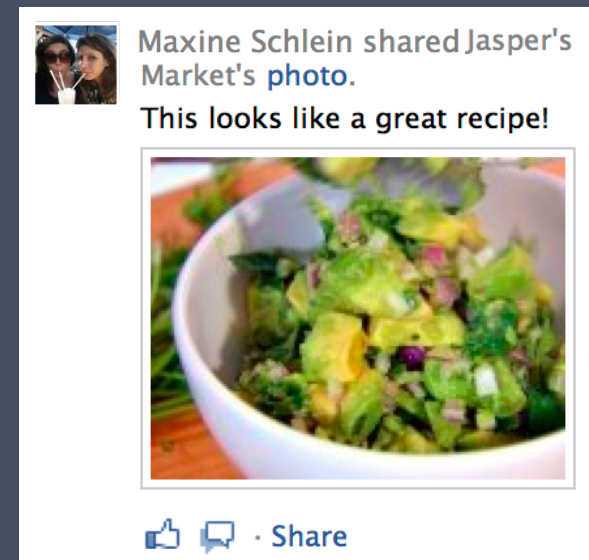 Maxine Schlein shared Jasper's
Market's photo.
This looks like a great recipe!
· Share